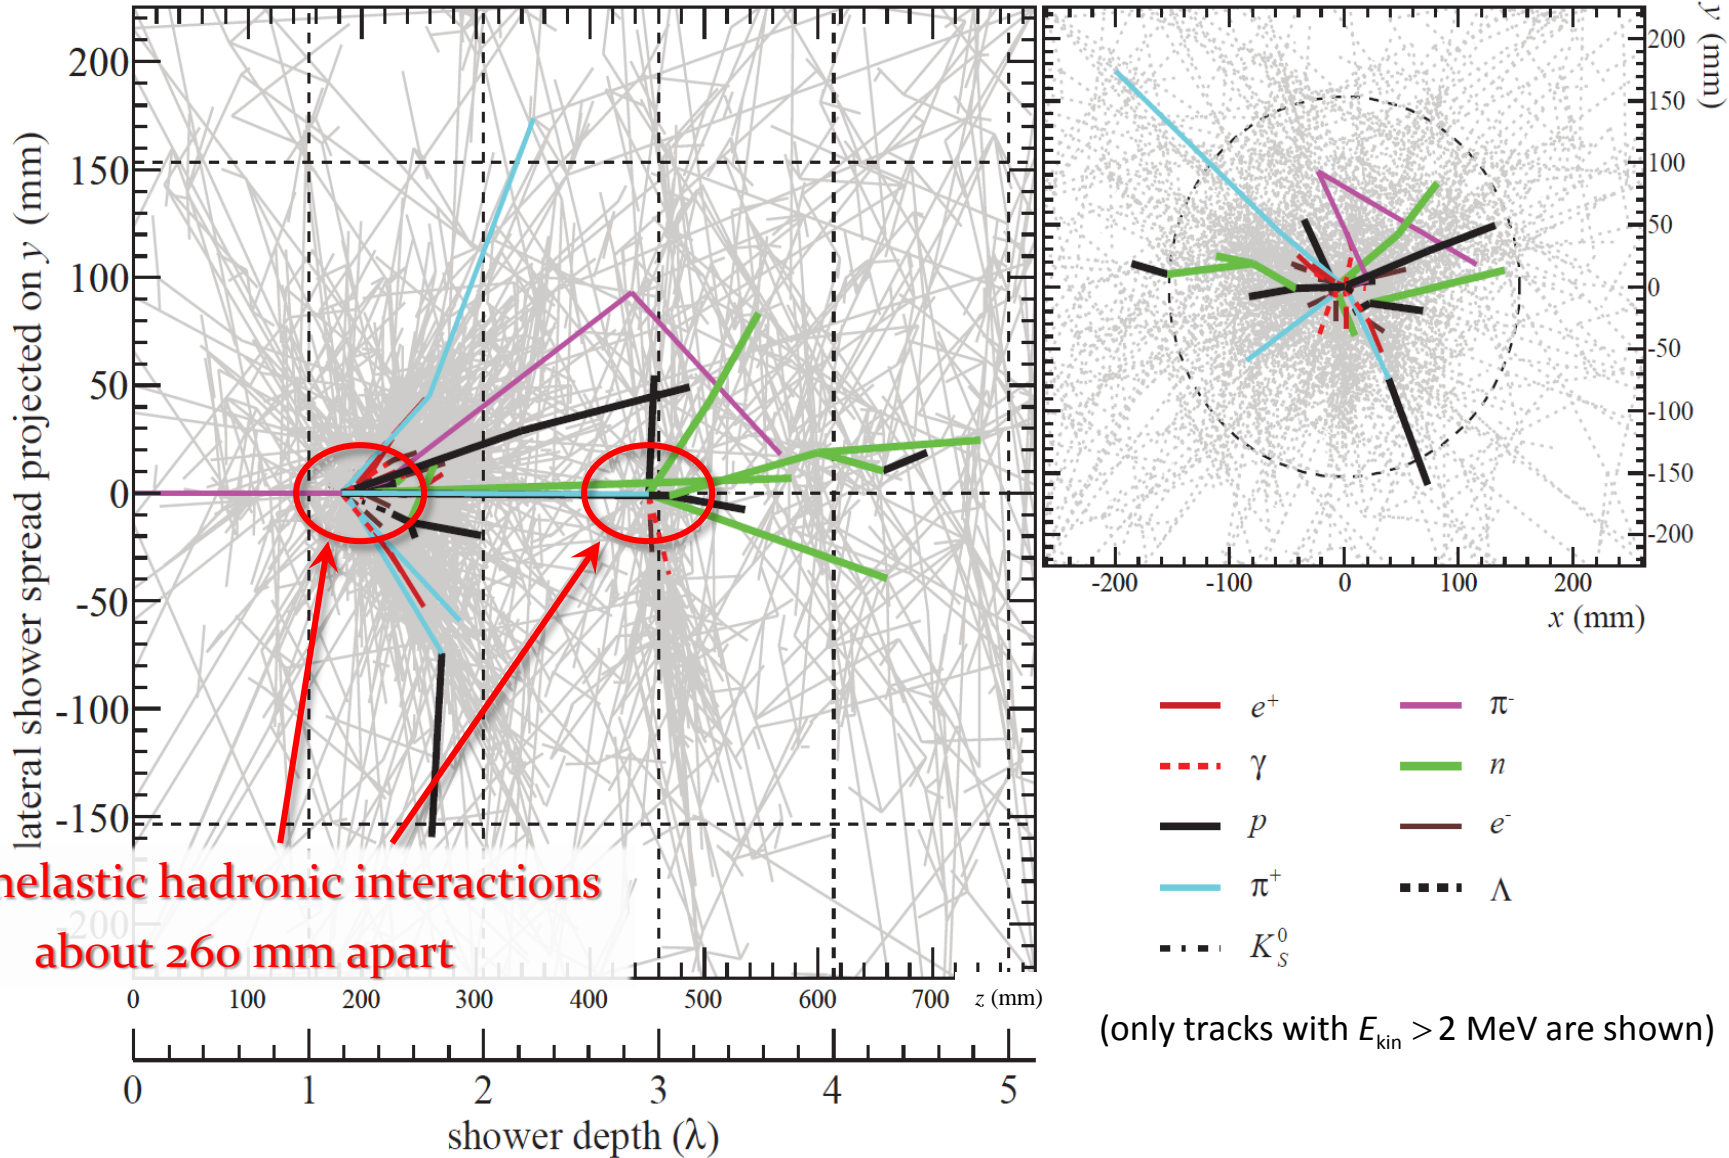 lateral shower spread projected on y (mm)
200
150
100
50
0
-50
-100
-150
-200
nelastic hadronic interactions
about 260 mm apart
0 100 200 300 400 500 600 700 z (mm)
0 1 2 3 4 5
shower depth (λ)
y (mm)
200
150
100
50
0
-50
-100
-150
-200
-200 -100 0 100 200
x (mm)
e⁺ π⁻
γ n
p e⁻
π⁺ Λ
K⁰_S
(only tracks with E_kin > 2 MeV are shown)